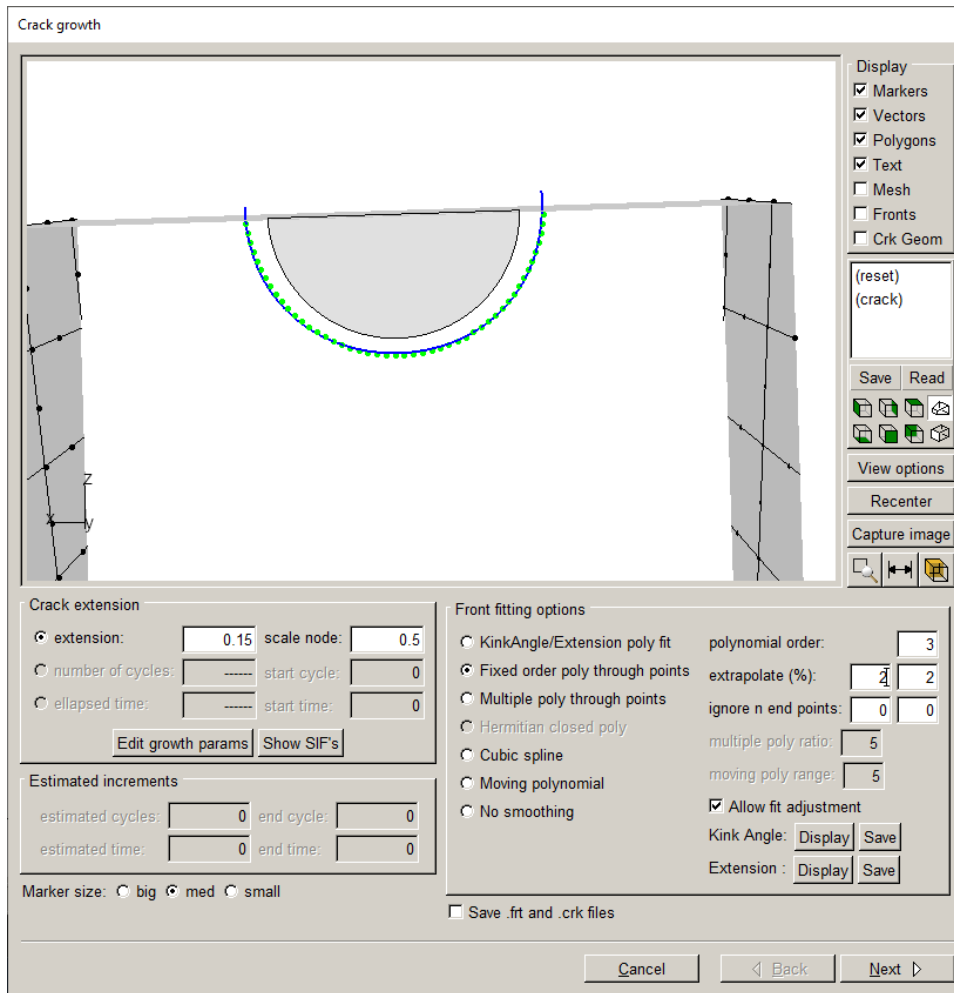 Crack growth
Z
x
y
Display
Markers
Vectors
Polygons
Text
Mesh
Fronts
Crk Geom
(reset)
(crack)
Save Read
View options
Recenter
Capture image
Crack extension
extension: 0.15 scale node: 0.5
number of cycles: ------ start cycle: 0
ellapsed time: ------ start time: 0
Edit growth params Show SIF's
Estimated increments
estimated cycles: 0 end cycle: 0
estimated time: 0 end time: 0
Marker size: big med small
Front fitting options
KinkAngle/Extension poly fit
Fixed order poly through points
Multiple poly through points
Hermitian closed poly
Cubic spline
Moving polynomial
No smoothing
polynomial order: 3
extrapolate (%): 2 2
ignore n end points: 0 0
multiple poly ratio: 5
moving poly range: 5
Allow fit adjustment
Kink Angle: Display Save
Extension : Display Save
Save .frt and .crk files
Cancel Back Next